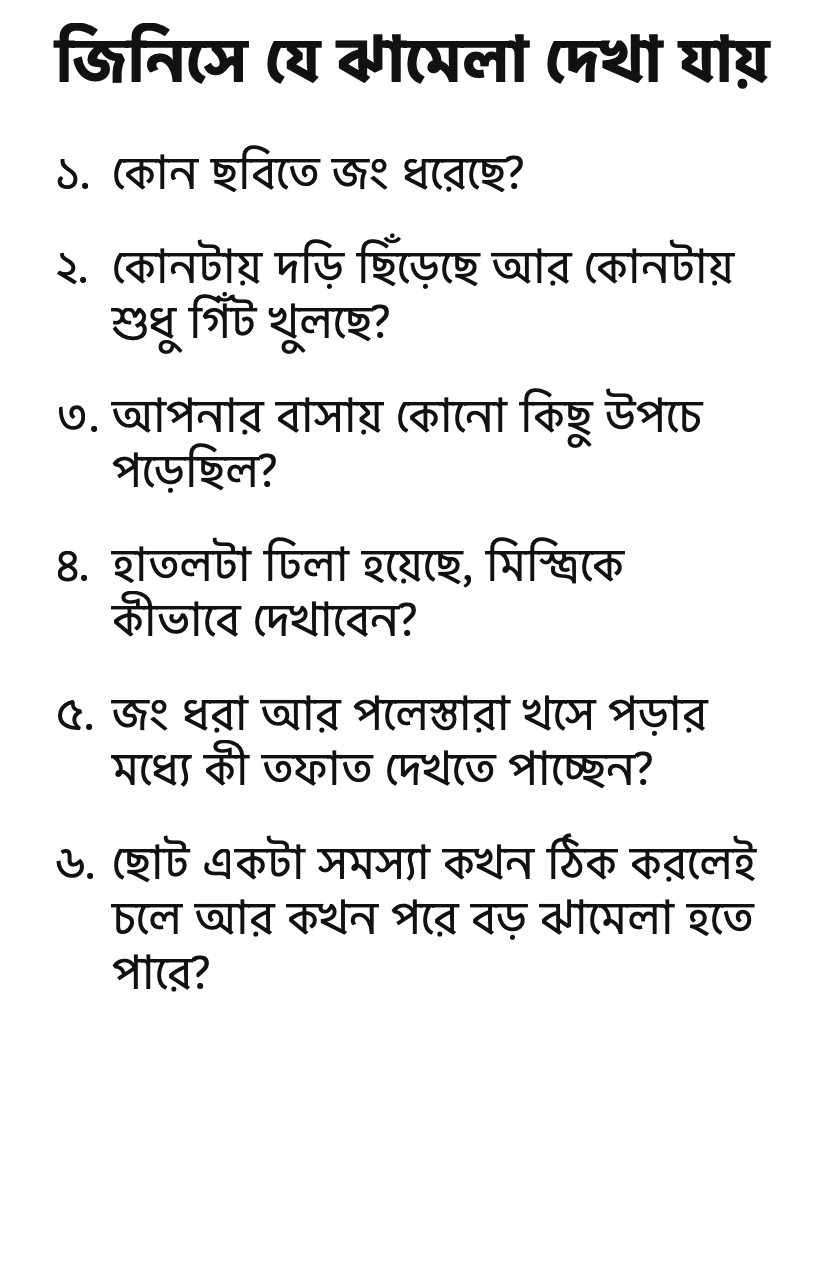 জিনিসে যে ঝামেলা দেখা যায়
১. কোন ছবিতে জং ধরেছে?
২. কোনটায় দড়ি ছিঁড়েছে আর কোনটায়
শুধু গিঁট খুলছে?
৩. আপনার বাসায় কোনো কিছু উপচে
পড়েছিল?
৪. হাতলটা ঢিলা হয়েছে, মিস্ত্রিকে
কীভাবে দেখাবেন?
৫. জং ধরা আর পলেস্তারা খসে পড়ার
মধ্যে কী তফাত দেখতে পাচ্ছেন?
৬. ছোট একটা সমস্যা কখন ঠিক করলেই
চলে আর কখন পরে বড় ঝামেলা হতে
পারে?